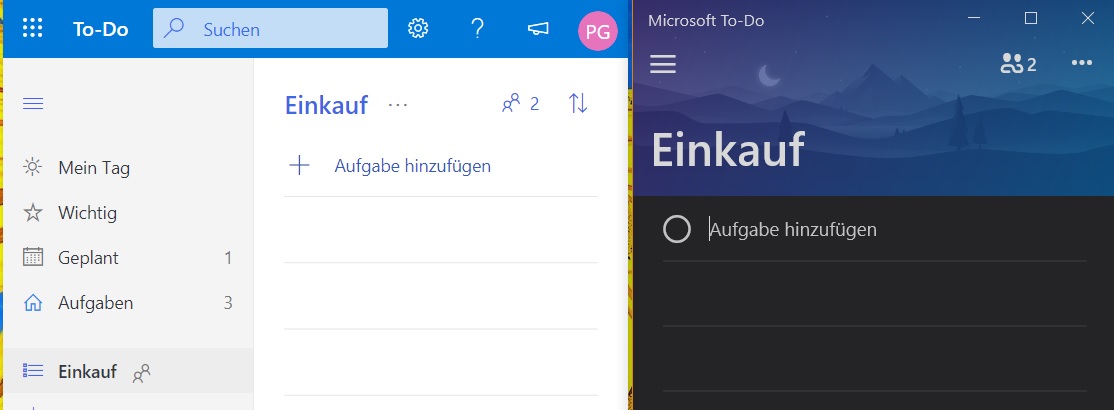 To-Do
Suchen
?
PG
Einkauf
...
2
Aufgabe hinzufügen
Mein Tag
Wichtig
Geplant 1
Aufgaben 3
Einkauf
Microsoft To-Do
2
Einkauf
Aufgabe hinzufügen